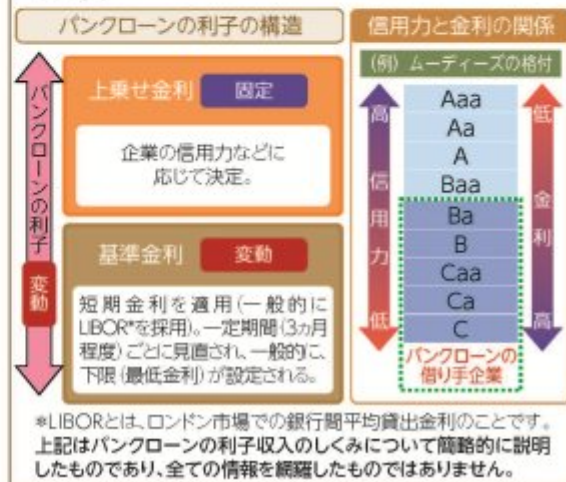 バンクローンの利子の構造
信用力と金利の関係
バンクローンの利子
変動
上乗せ金利 固定
企業の信用力などに
応じて決定。
基準金利 変動
短期金利を適用(一般的に
LIBOR*を採用)。一定期間(3ヵ月
程度)ごとに見直され、一般的に、
下限(最低金利)が設定される。
(例) ムーディーズの格付
高 信用力 低
Aaa
Aa
A
Baa
Ba
B
Caa
Ca
C
低 金利 高
バンクローンの
借り手企業
*LIBORとは、ロンドン市場での銀行間平均貸出金利のことです。
上記はバンクローンの利子収入のしくみについて簡略的に説明
したものであり、全ての情報を網羅したものではありません。